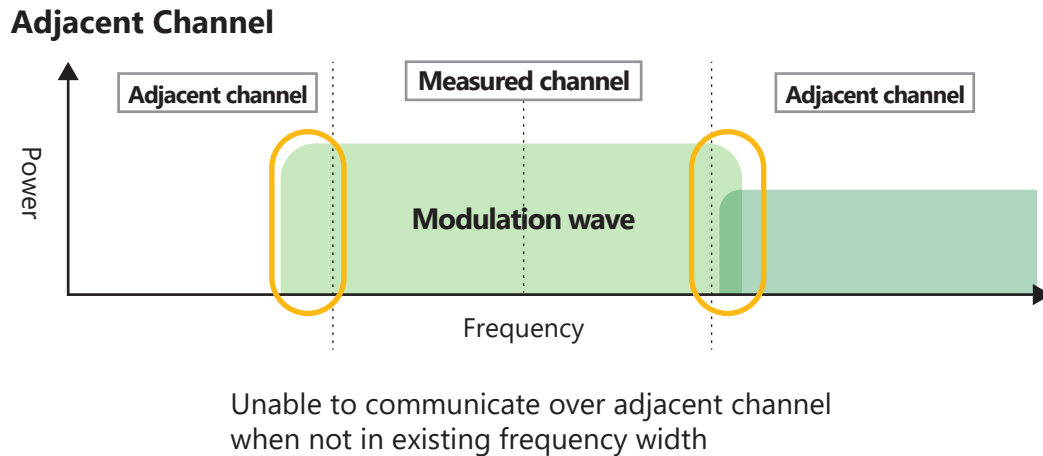 Adjacent Channel
Adjacent channel
Measured channel
Adjacent channel
Power
Modulation wave
Frequency
Unable to communicate over adjacent channel
when not in existing frequency width